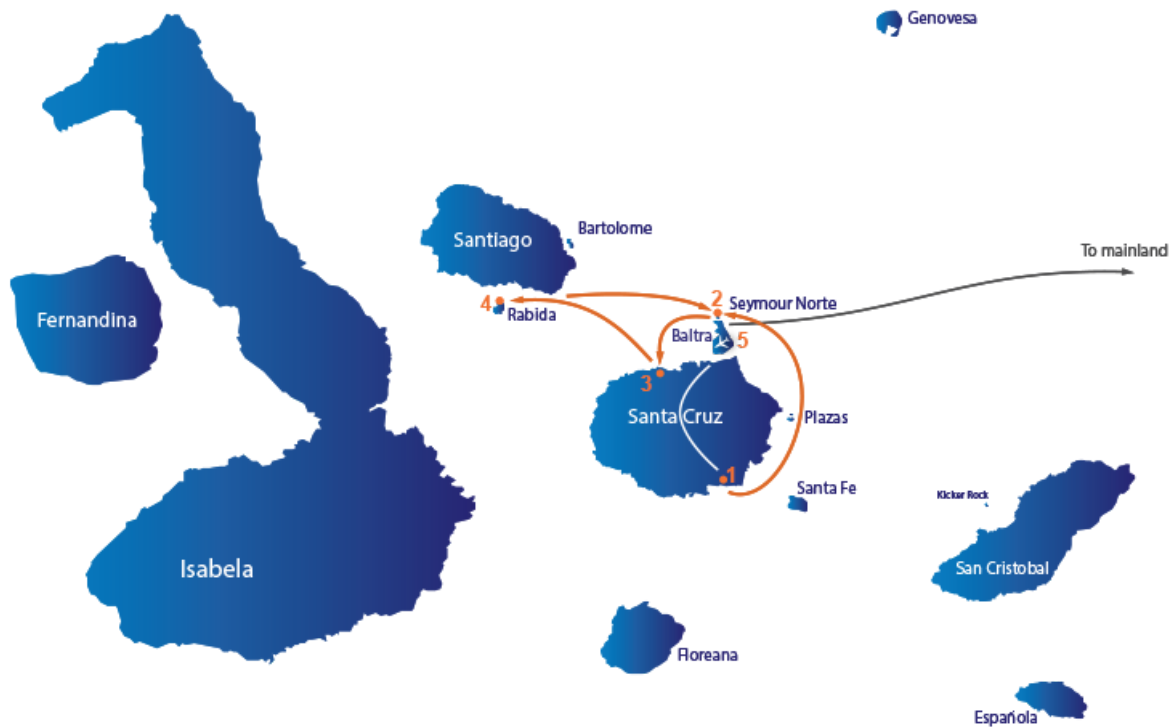 Genovesa
Santiago
Bartolome
To mainland
Fernandina
4
Rabida
2
Seymour Norte
Baltra
5
3
Santa Cruz
Plazas
1
Santa Fe
Kicker Rock
Isabela
San Cristobal
Floreana
Española